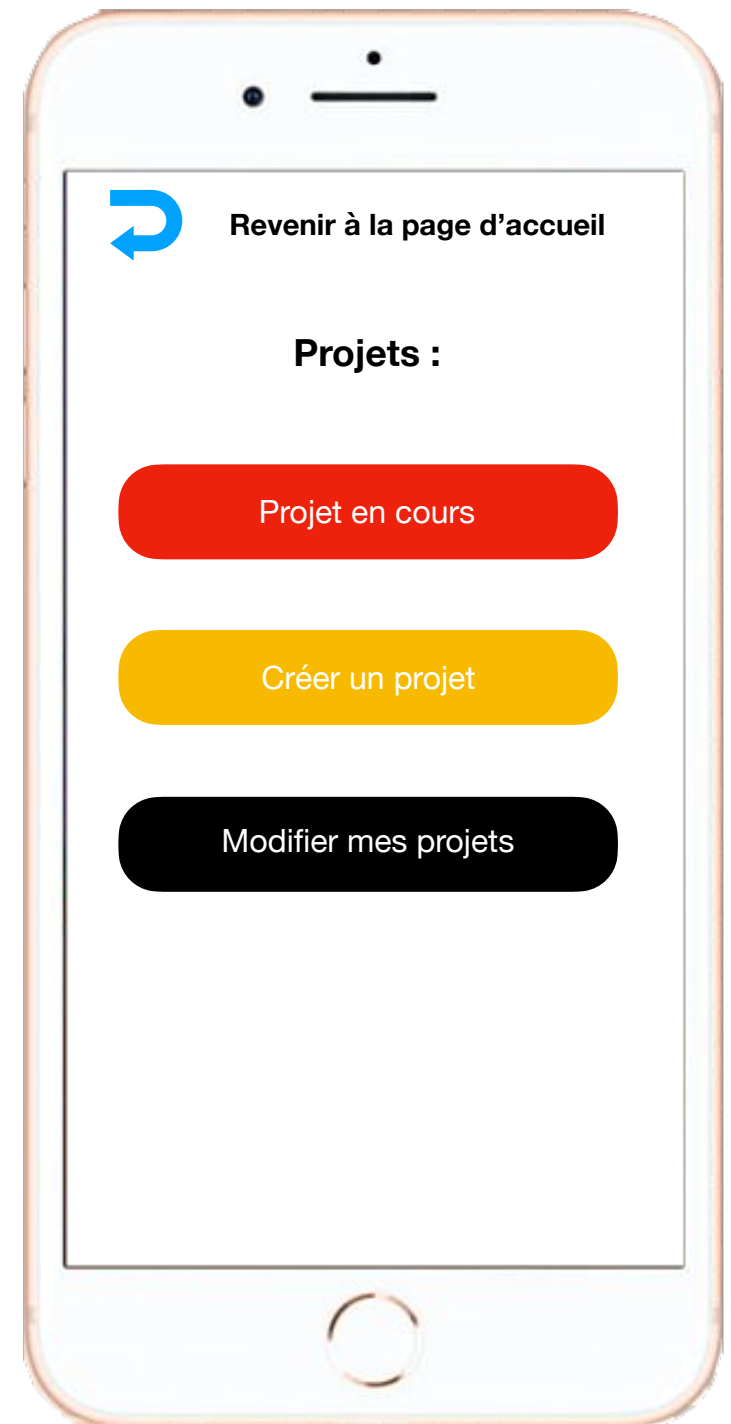 Revenir à la page d’accueil
Projets :
Projet en cours
Créer un projet
Modifier mes projets